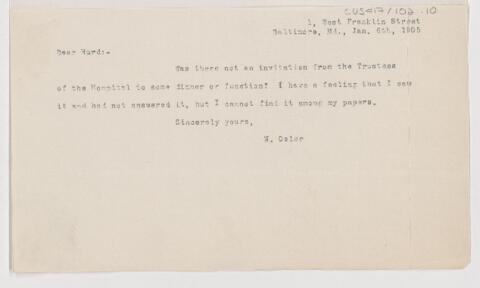 CUS417/102.10
1, West Franklin Street
Baltimore, Md., Jan. 6th, 1905
Dear Hurd:-
Was there not an invitation from the Trustees
of the Hospital to some dinner or function? I have a feeling that I saw
it and had not answered it, but I cannot find it among my papers.
Sincerely yours,
W. Osler